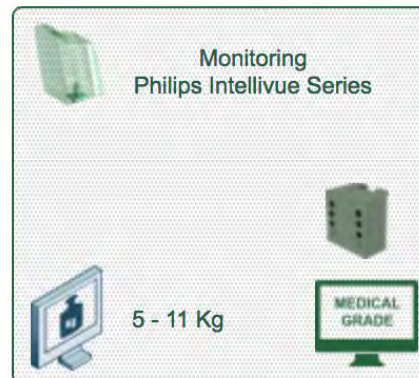 Monitoring
Philips Intellivue Series
5 - 11 Kg
MEDICAL
GRADE